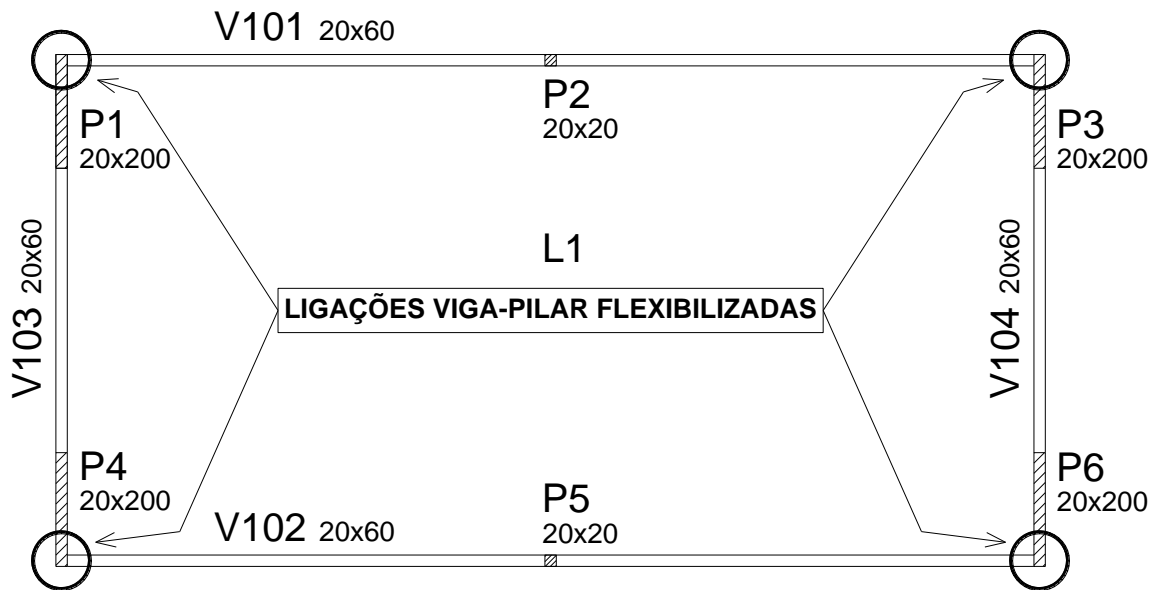 V101 20x60
P2
20x20
P1
20x200
P3
20x200
V103 20x60
L1
V104 20x60
LIGAÇÕES VIGA-PILAR FLEXIBILIZADAS
P4
20x200
P6
20x200
V102 20x60
P5
20x20